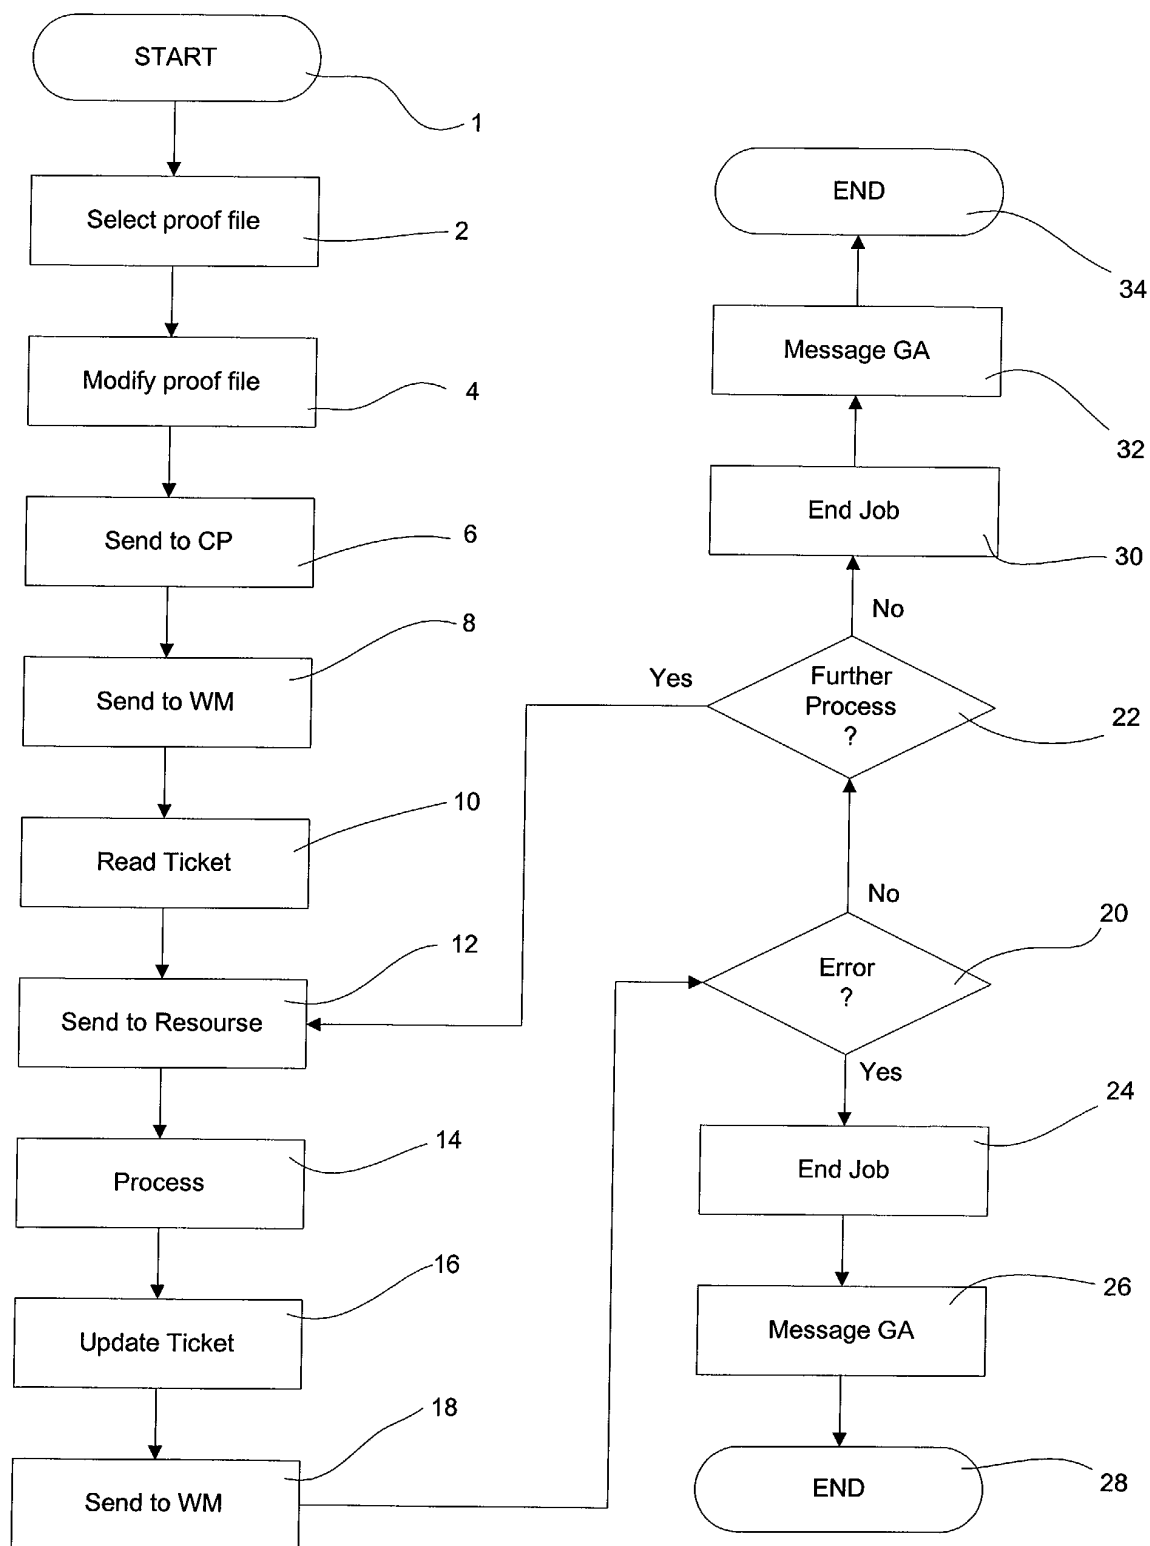 START
1
Select proof file
2
Modify proof file
4
Send to CP
6
Send to WM
8
Read Ticket
10
Send to Resourse
12
Process
14
Update Ticket
16
Send to WM
18
END
34
Message GA
32
End Job
30
No
Yes
Further
Process
?
22
No
Error
?
20
Yes
End Job
24
Message GA
26
END
28